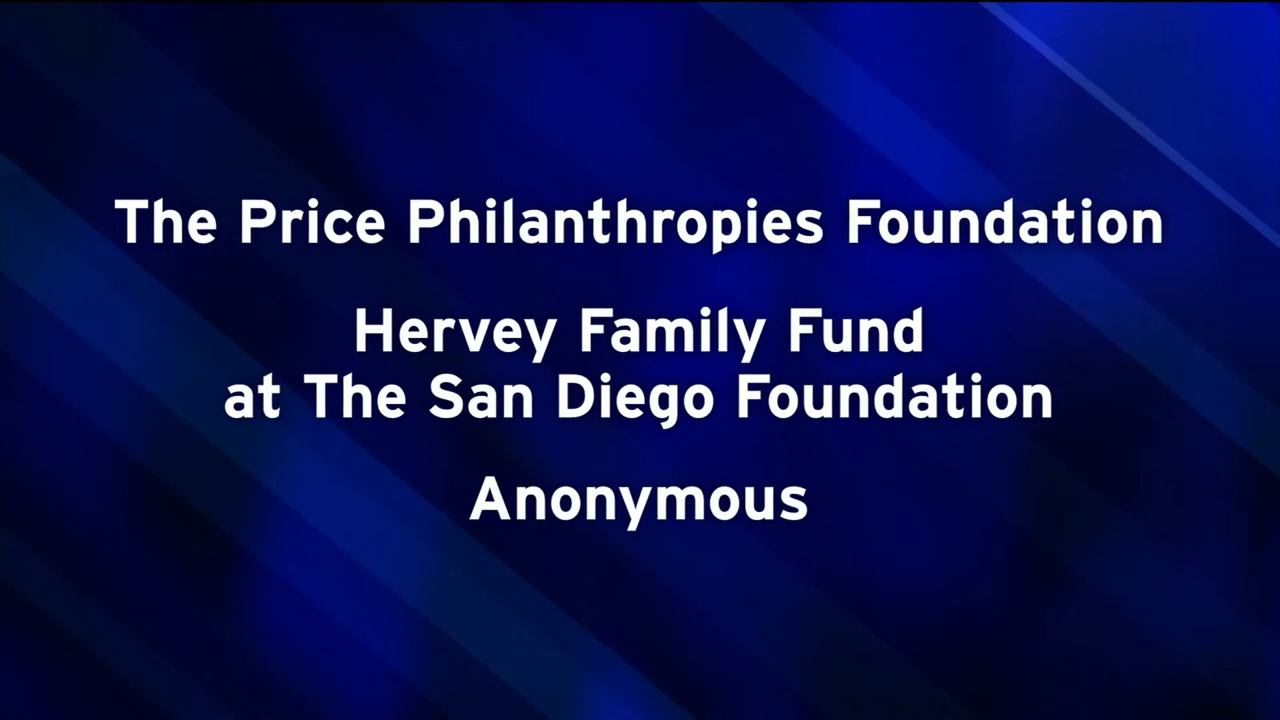 The Price Philanthropies Foundation
Hervey Family Fund
at The San Diego Foundation
Anonymous